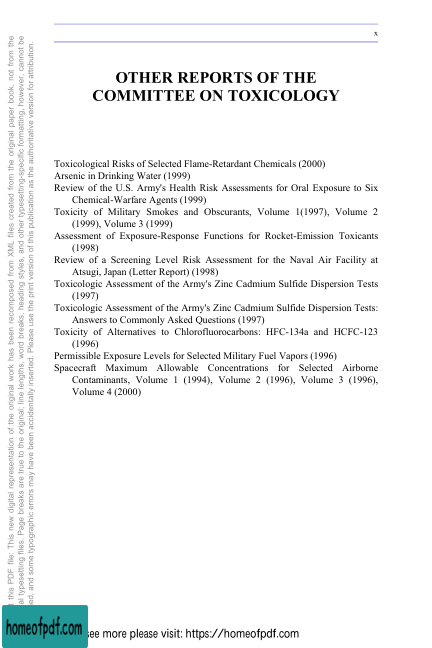 x
OTHER REPORTS OF THE
COMMITTEE ON TOXICOLOGY
Toxicological Risks of Selected Flame-Retardant Chemicals (2000)
Arsenic in Drinking Water (1999)
Review of the U.S. Army's Health Risk Assessments for Oral Exposure to Six
Chemical-Warfare Agents (1999)
Toxicity of Military Smokes and Obscurants, Volume 1(1997), Volume 2
(1999), Volume 3 (1999)
Assessment of Exposure-Response Functions for Rocket-Emission Toxicants
(1998)
Review of a Screening Level Risk Assessment for the Naval Air Facility at
Atsugi, Japan (Letter Report) (1998)
Toxicologic Assessment of the Army's Zinc Cadmium Sulfide Dispersion Tests
(1997)
Toxicologic Assessment of the Army's Zinc Cadmium Sulfide Dispersion Tests:
Answers to Commonly Asked Questions (1997)
Toxicity of Alternatives to Chlorofluorocarbons: HFC-134a and HCFC-123
(1996)
Permissible Exposure Levels for Selected Military Fuel Vapors (1996)
Spacecraft Maximum Allowable Concentrations for Selected Airborne
Contaminants, Volume 1 (1994), Volume 2 (1996), Volume 3 (1996),
Volume 4 (2000)
this PDF file: This new digital representation of the original work has been recomposed from XML files created from the original paper book, not from the
al typesetting files. Page breaks are true to the original; line lengths, word breaks, heading styles, and other typesetting-specific formatting, however, cannot be
ed, and some typographic errors may have been accidentally inserted. Please use the print version of this publication as the authoritative version for attribution.
homeofpdf.com
see more please visit: https://homeofpdf.com